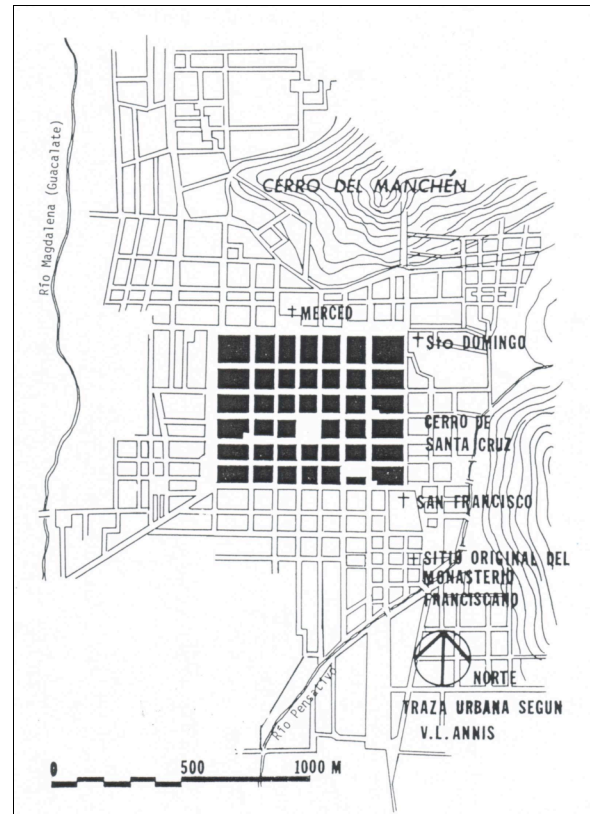 Río Magdalena (Guacalate)
CERRO DEL MANCHÉN
MERCED
Sto DOMINGO
CERRO DE
SANTA CRUZ
SAN FRANCISCO
SITIO ORIGINAL DEL
MONASTERIO
FRANCISCANO
NORTE
Río Pensativo
TRAZA URBANA SEGUN
V.L. ANNIS
0 500 1000 M